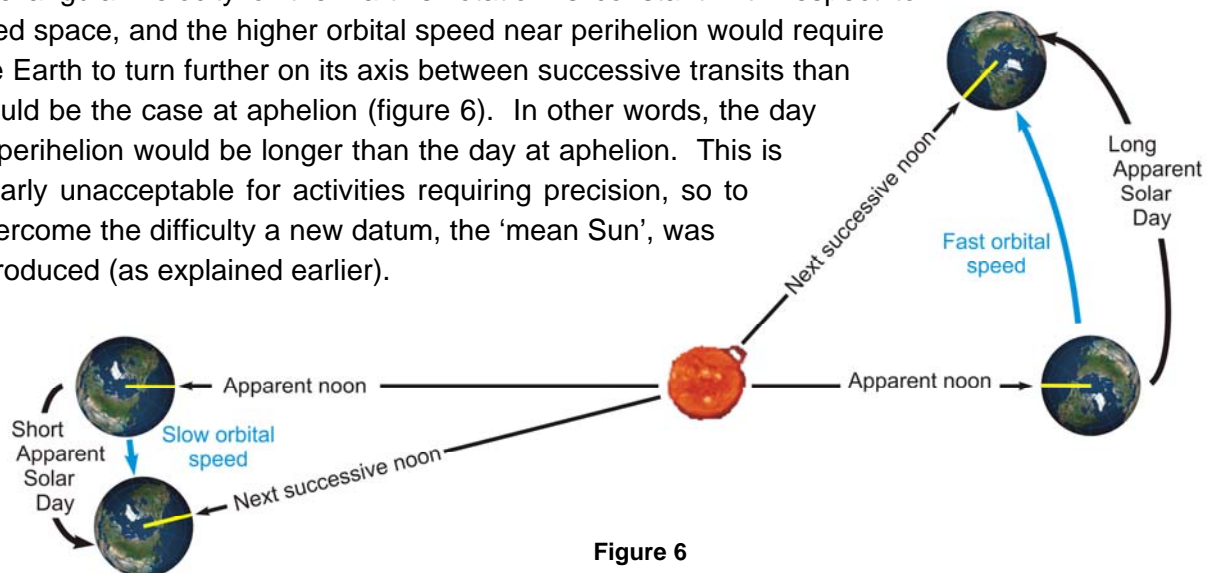 ed space, and the higher orbital speed near perihelion would require
e Earth to turn further on its axis between successive transits than
uld be the case at aphelion (figure 6). In other words, the day
perihelion would be longer than the day at aphelion. This is
arly unacceptable for activities requiring precision, so to
ercome the difficulty a new datum, the ‘mean Sun’, was
roduced (as explained earlier).
Next successive noon
Long
Apparent
Solar
Day
Fast orbital
speed
Apparent noon
Apparent noon
Short
Apparent
Solar
Day
Slow orbital
speed
Next successive noon
Figure 6